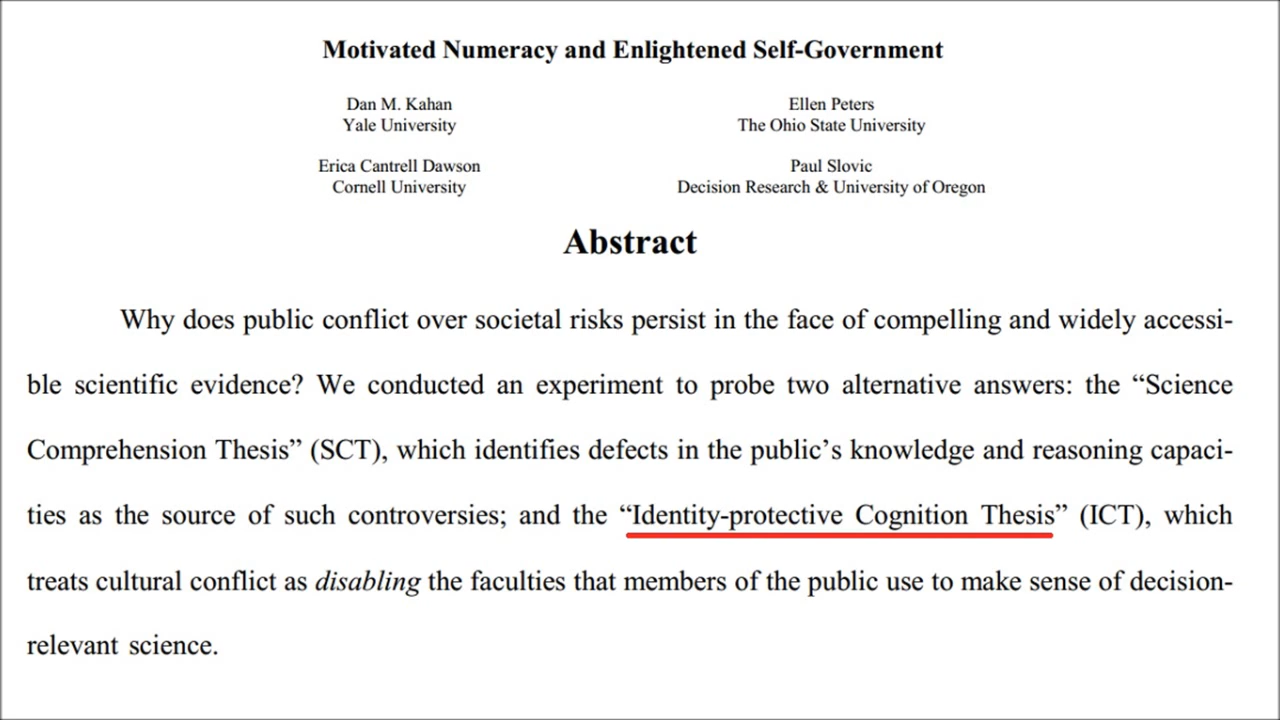 Motivated Numeracy and Enlightened Self-Government
Dan M. Kahan
Yale University
Ellen Peters
The Ohio State University
Erica Cantrell Dawson
Cornell University
Paul Slovic
Decision Research & University of Oregon
Abstract
Why does public conflict over societal risks persist in the face of compelling and widely accessi-
ble scientific evidence? We conducted an experiment to probe two alternative answers: the “Science
Comprehension Thesis” (SCT), which identifies defects in the public’s knowledge and reasoning capaci-
ties as the source of such controversies; and the “Identity-protective Cognition Thesis” (ICT), which
treats cultural conflict as disabling the faculties that members of the public use to make sense of decision-
relevant science.